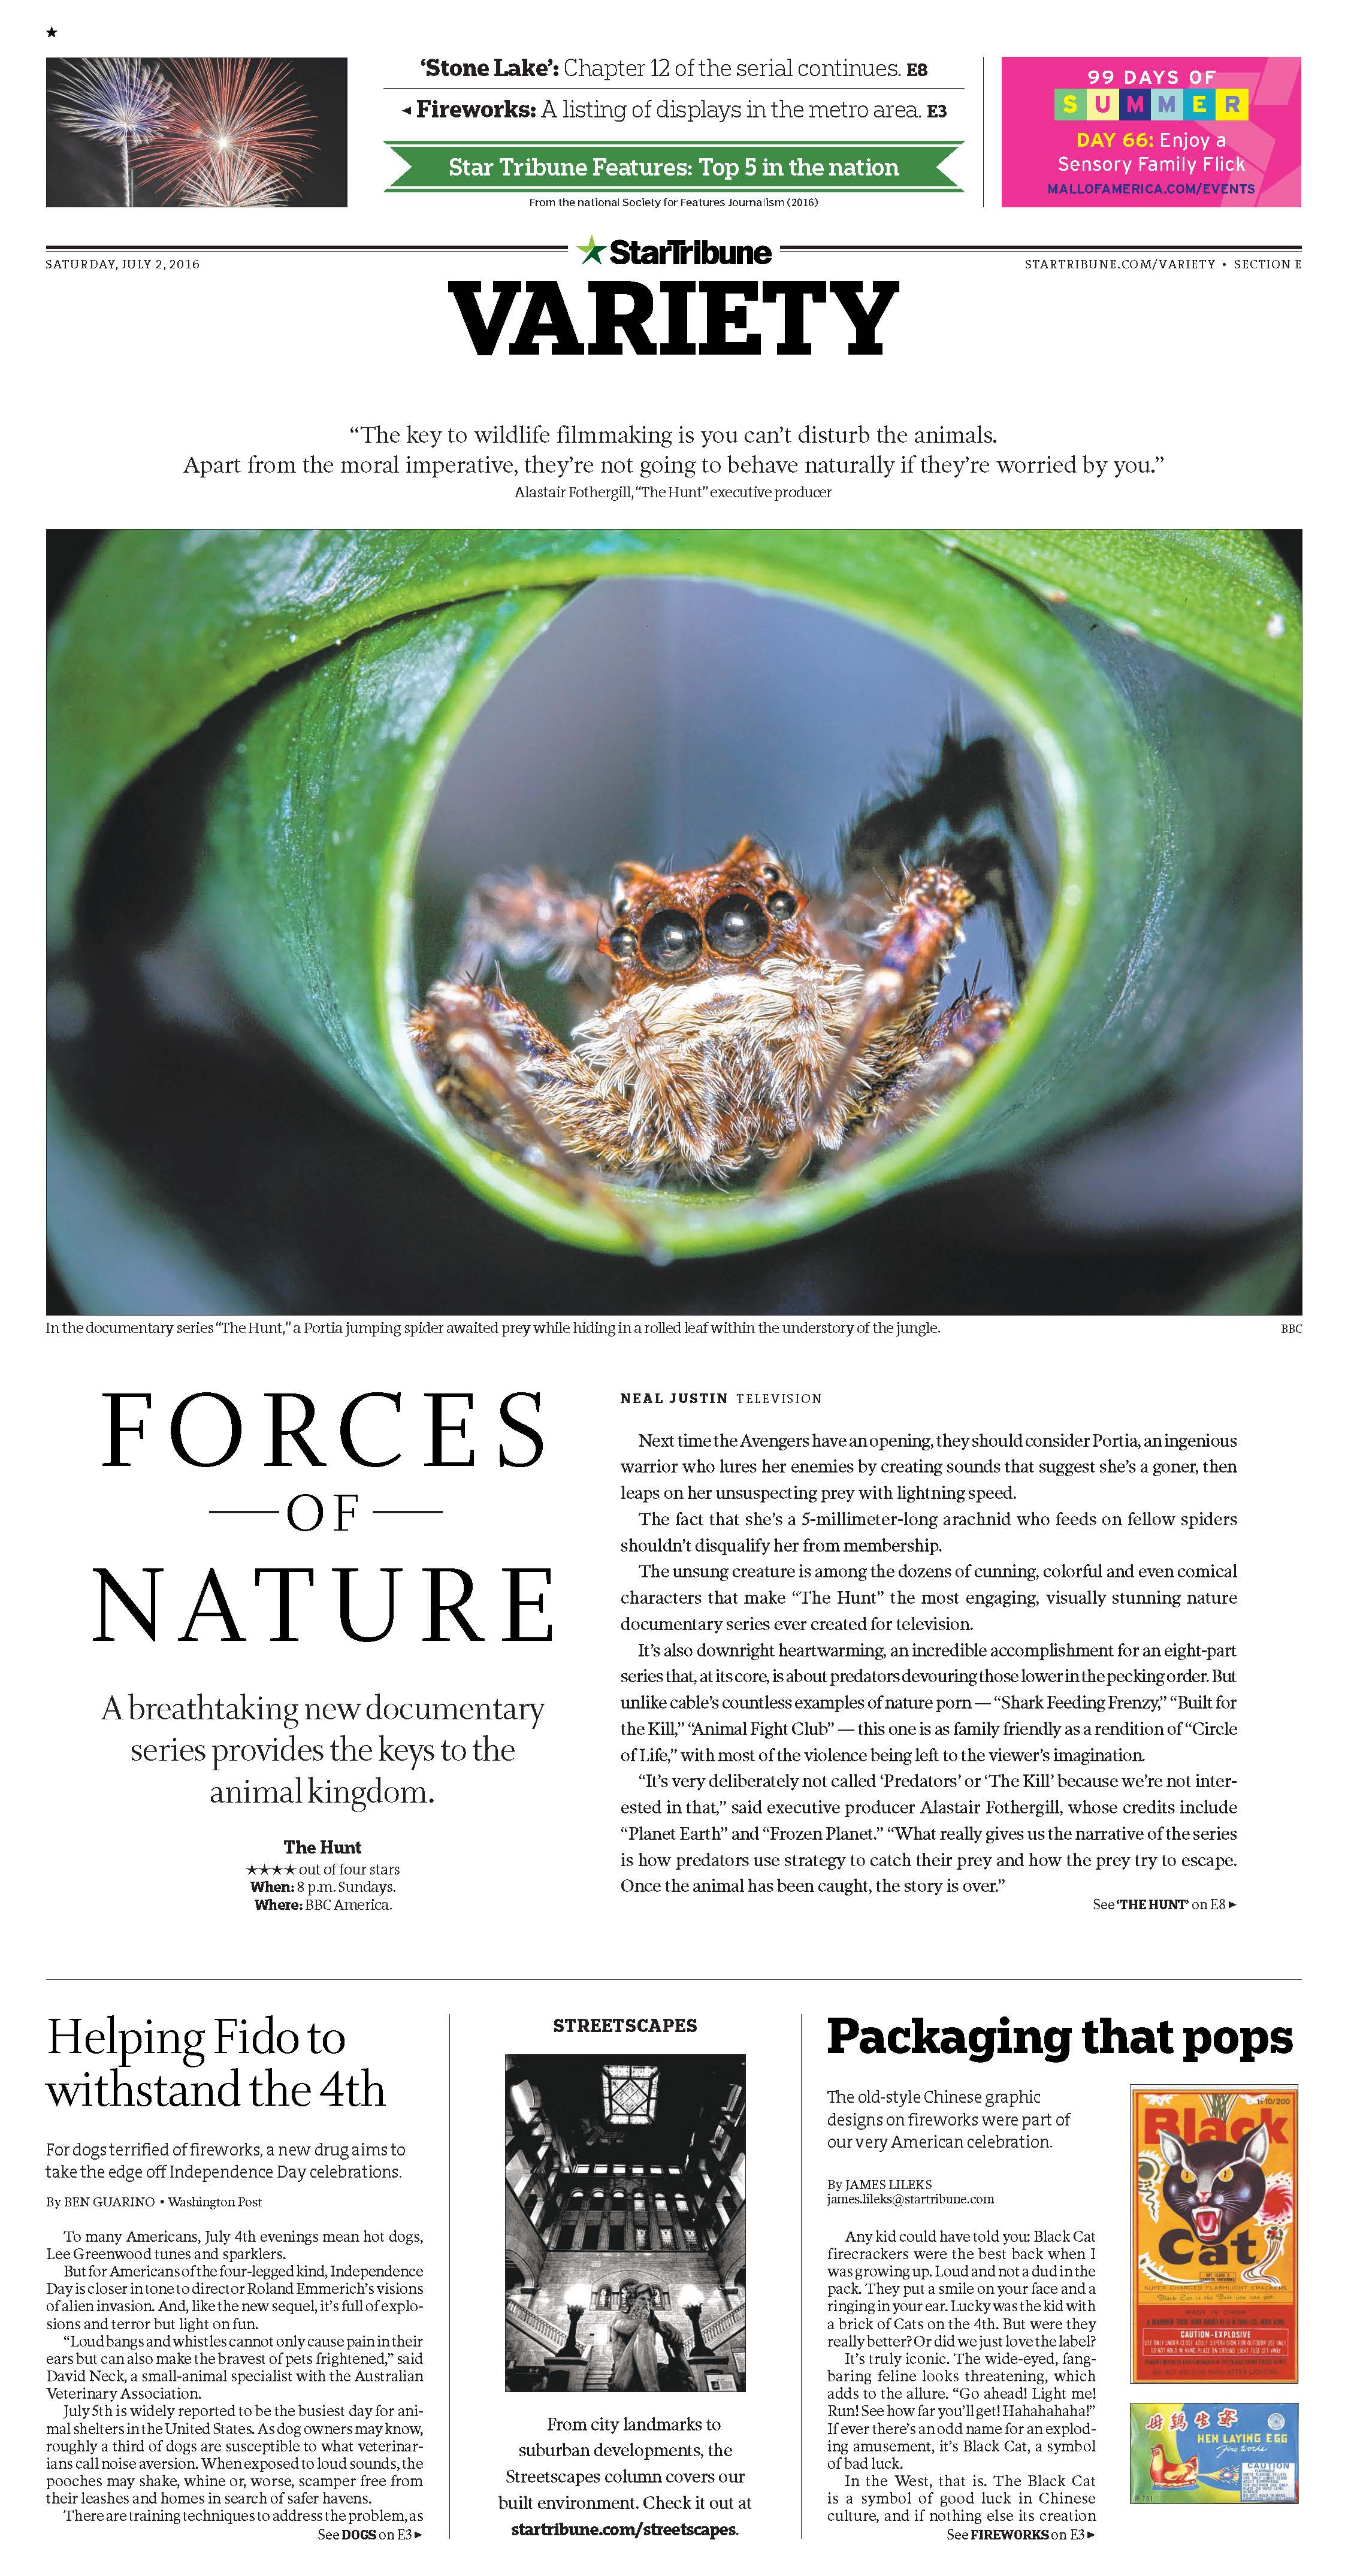 ★
‘Stone Lake’: Chapter 12 of the serial continues. E8
◄ Fireworks: A listing of displays in the metro area. E3
Star Tribune Features: Top 5 in the nation
From the national Society for Features Journalism (2016)
99 DAYS OF
SUMMER
DAY 66: Enjoy a
Sensory Family Flick
MALLOFAMERICA.COM/EVENTS
StarTribune
SATURDAY, JULY 2, 2016
STARTRIBUNE.COM/VARIETY • SECTION E
VARIETY
“The key to wildlife filmmaking is you can’t disturb the animals.
Apart from the moral imperative, they’re not going to behave naturally if they’re worried by you.”
Alastair Fothergill, “The Hunt” executive producer
In the documentary series “The Hunt,” a Portia jumping spider awaited prey while hiding in a rolled leaf within the understory of the jungle.
BBC
FORCES
OF
NATURE
A breathtaking new documentary
series provides the keys to the
animal kingdom.
The Hunt
★★★★ out of four stars
When: 8 p.m. Sundays.
Where: BBC America.
NEAL JUSTIN TELEVISION
Next time the Avengers have an opening, they should consider Portia, an ingenious
warrior who lures her enemies by creating sounds that suggest she’s a goner, then
leaps on her unsuspecting prey with lightning speed.
The fact that she’s a 5-millimeter-long arachnid who feeds on fellow spiders
shouldn’t disqualify her from membership.
The unsung creature is among the dozens of cunning, colorful and even comical
characters that make “The Hunt” the most engaging, visually stunning nature
documentary series ever created for television.
It’s also downright heartwarming, an incredible accomplishment for an eight-part
series that, at its core, is about predators devouring those lower in the pecking order. But
unlike cable’s countless examples of nature porn — “Shark Feeding Frenzy,” “Built for
the Kill,” “Animal Fight Club” — this one is as family friendly as a rendition of “Circle
of Life,” with most of the violence being left to the viewer’s imagination.
“It’s very deliberately not called ‘Predators’ or ‘The Kill’ because we’re not inter-
ested in that,” said executive producer Alastair Fothergill, whose credits include
“Planet Earth” and “Frozen Planet.” “What really gives us the narrative of the series
is how predators use strategy to catch their prey and how the prey try to escape.
Once the animal has been caught, the story is over.”
See ‘THE HUNT’ on E8 ►
Helping Fido to
withstand the 4th
For dogs terrified of fireworks, a new drug aims to
take the edge off Independence Day celebrations.
By BEN GUARINO • Washington Post
To many Americans, July 4th evenings mean hot dogs,
Lee Greenwood tunes and sparklers.
But for Americans of the four-legged kind, Independence
Day is closer in tone to director Roland Emmerich’s visions
of alien invasion. And, like the new sequel, it’s full of explo-
sions and terror but light on fun.
“Loud bangs and whistles cannot only cause pain in their
ears but can also make the bravest of pets frightened,” said
David Neck, a small-animal specialist with the Australian
Veterinary Association.
July 5th is widely reported to be the busiest day for ani-
mal shelters in the United States. As dog owners may know,
roughly a third of dogs are susceptible to what veterinar-
ians call noise aversion. When exposed to loud sounds, the
pooches may shake, whine or, worse, scamper free from
their leashes and homes in search of safer havens.
There are training techniques to address the problem, as
See DOGS on E3 ►
STREETSCAPES
From city landmarks to
suburban developments, the
Streetscapes column covers our
built environment. Check it out at
startribune.com/streetscapes.
Packaging that pops
The old-style Chinese graphic
designs on fireworks were part of
our very American celebration.
By JAMES LILEKS
james.lileks@startribune.com
Any kid could have told you: Black Cat
firecrackers were the best back when I
was growing up. Loud and not a dud in the
pack. They put a smile on your face and a
ringing in your ear. Lucky was the kid with
a brick of Cats on the 4th. But were they
really better? Or did we just love the label?
It’s truly iconic. The wide-eyed, fang-
baring feline looks threatening, which
adds to the allure. “Go ahead! Light me!
Run! See how far you’ll get! Hahahahaha!”
If ever there’s an odd name for an explod-
ing amusement, it’s Black Cat, a symbol
of bad luck.
In the West, that is. The Black Cat
is a symbol of good luck in Chinese
culture, and if nothing else its creation
See FIREWORKS on E3 ►
10/200
Black
Cat
SUPER CHARGED FLASHLIGHT CRACKERS
Black Cat is the Best you can get
MADE IN CHINA
CAUTION-EXPLOSIVE
母鷄生蛋
HEN LAYING EGG
CAUTION